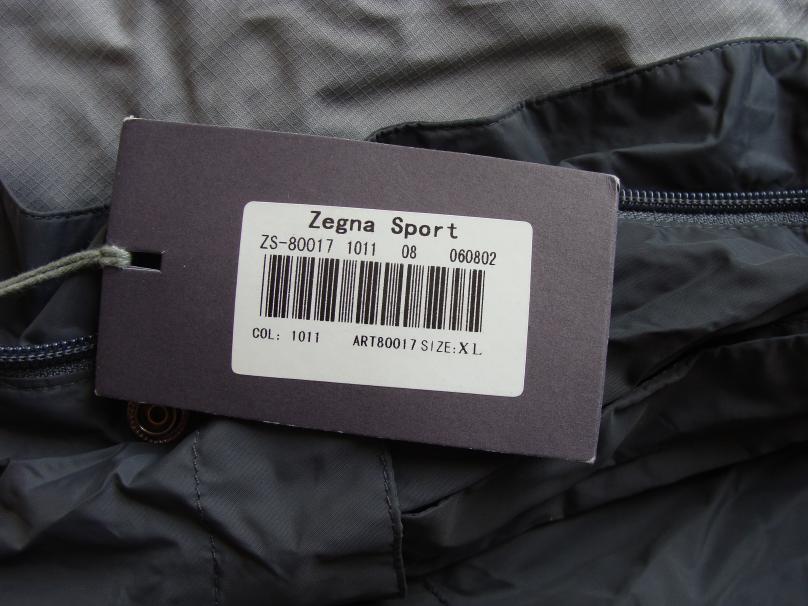 Zegna Sport
ZS-80017 1011 08 060802
COL: 1011 ART80017 SIZE:XL